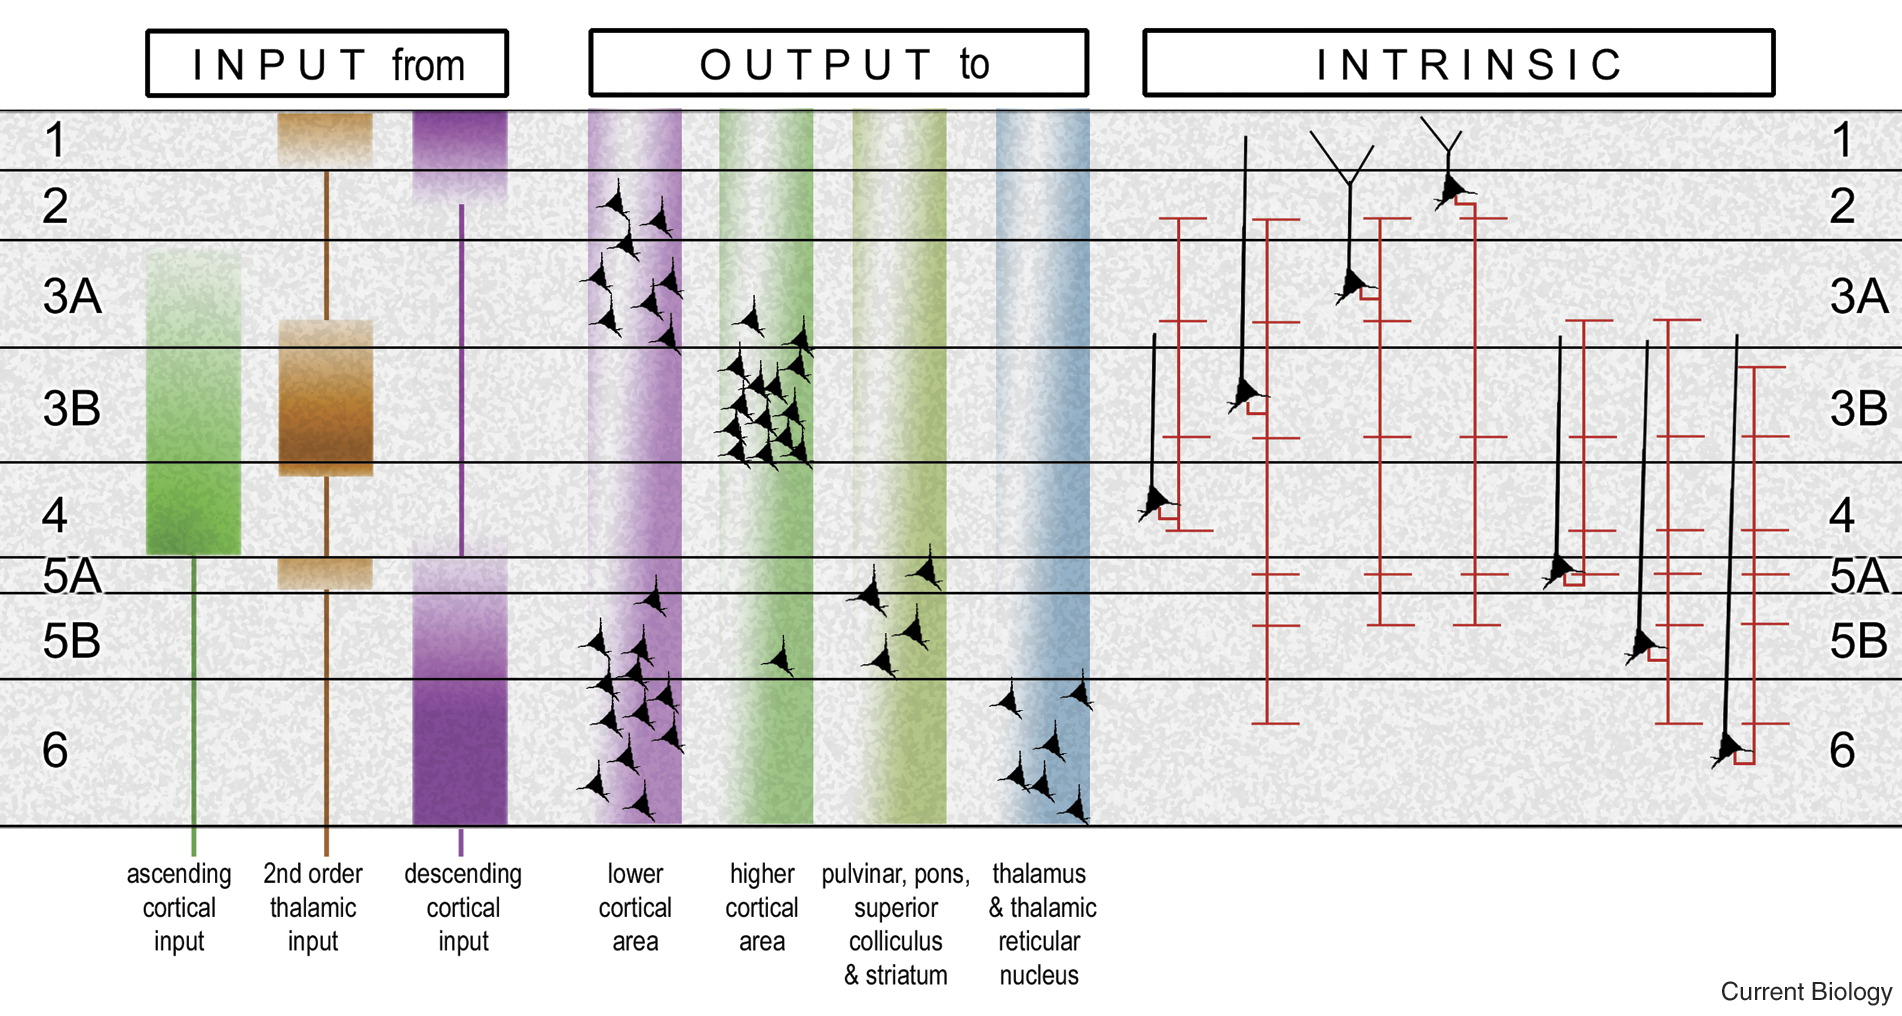 INPUT from
OUTPUT to
INTRINSIC
1
1
2
2
3A
3A
3B
3B
4
4
5A
5A
5B
5B
6
6
ascending
cortical
input
2nd order
thalamic
input
descending
cortical
input
lower
cortical
area
higher
cortical
area
pulvinar, pons,
superior
colliculus
& striatum
thalamus
& thalamic
reticular
nucleus
Current Biology